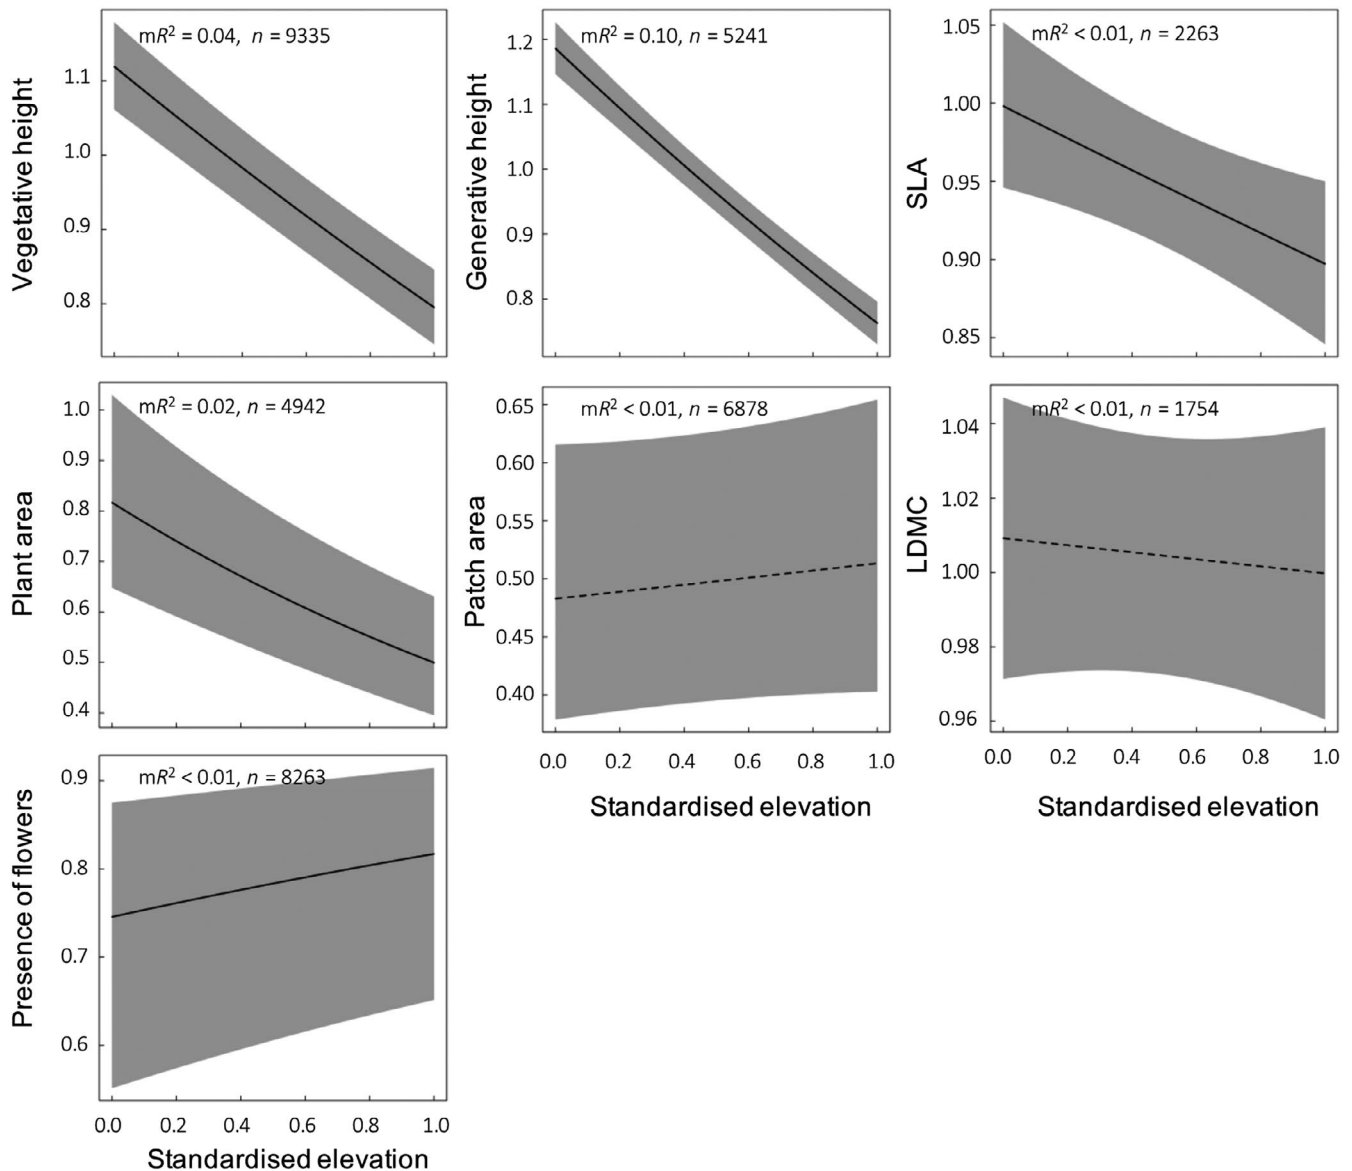 mR² = 0.04, n = 9335
Vegetative height
1.1
1.0
0.9
0.8
mR² = 0.10, n = 5241
Generative height
1.2
1.1
1.0
0.9
0.8
mR² < 0.01, n = 2263
SLA
1.05
1.00
0.95
0.90
0.85
mR² = 0.02, n = 4942
Plant area
1.0
0.9
0.8
0.7
0.6
0.5
0.4
mR² < 0.01, n = 6878
Patch area
0.65
0.60
0.55
0.50
0.45
0.40
0.0 0.2 0.4 0.6 0.8 1.0
Standardised elevation
mR² < 0.01, n = 1754
LDMC
1.04
1.02
1.00
0.98
0.96
0.0 0.2 0.4 0.6 0.8 1.0
Standardised elevation
mR² < 0.01, n = 8263
Presence of flowers
0.9
0.8
0.7
0.6
0.0 0.2 0.4 0.6 0.8 1.0
Standardised elevation